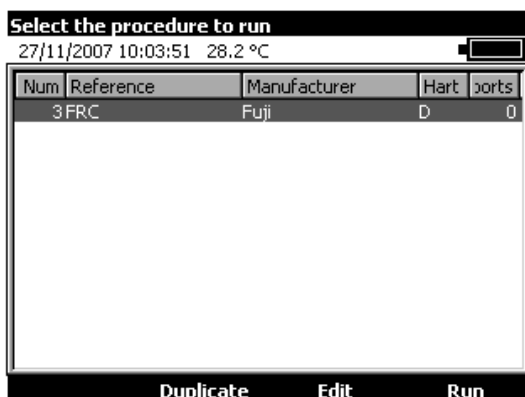 Select the procedure to run
27/11/2007 10:03:51 28.2 °C
Num Reference Manufacturer Hart ports
3 FRC Fuji D 0
Duplicate Edit Run